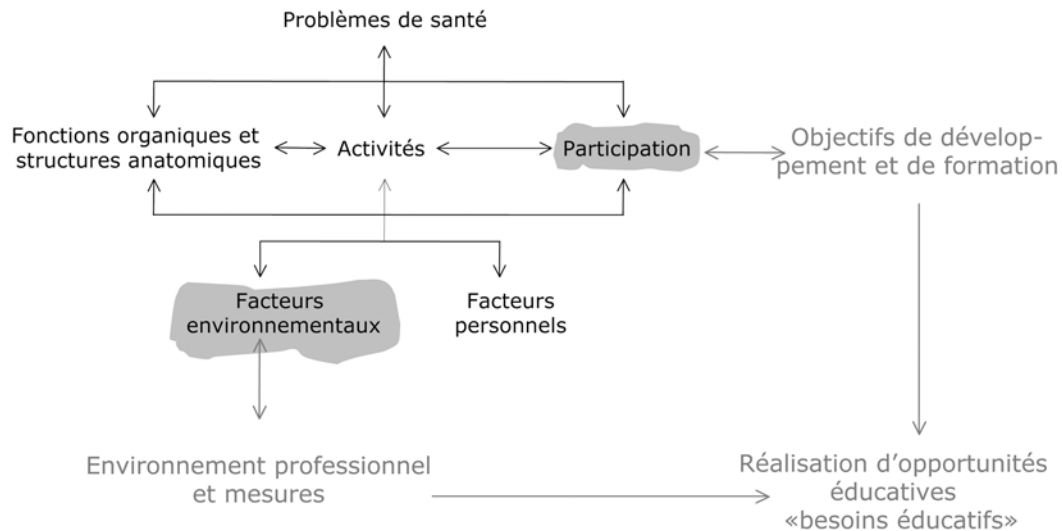 Problèmes de santé
Fonctions organiques et
structures anatomiques
Activités
Participation
Objectifs de dévelop-
pement et de formation
Facteurs
environnementaux
Facteurs
personnels
Environnement professionnel
et mesures
Réalisation d’opportunités
éducatives
«besoins éducatifs»